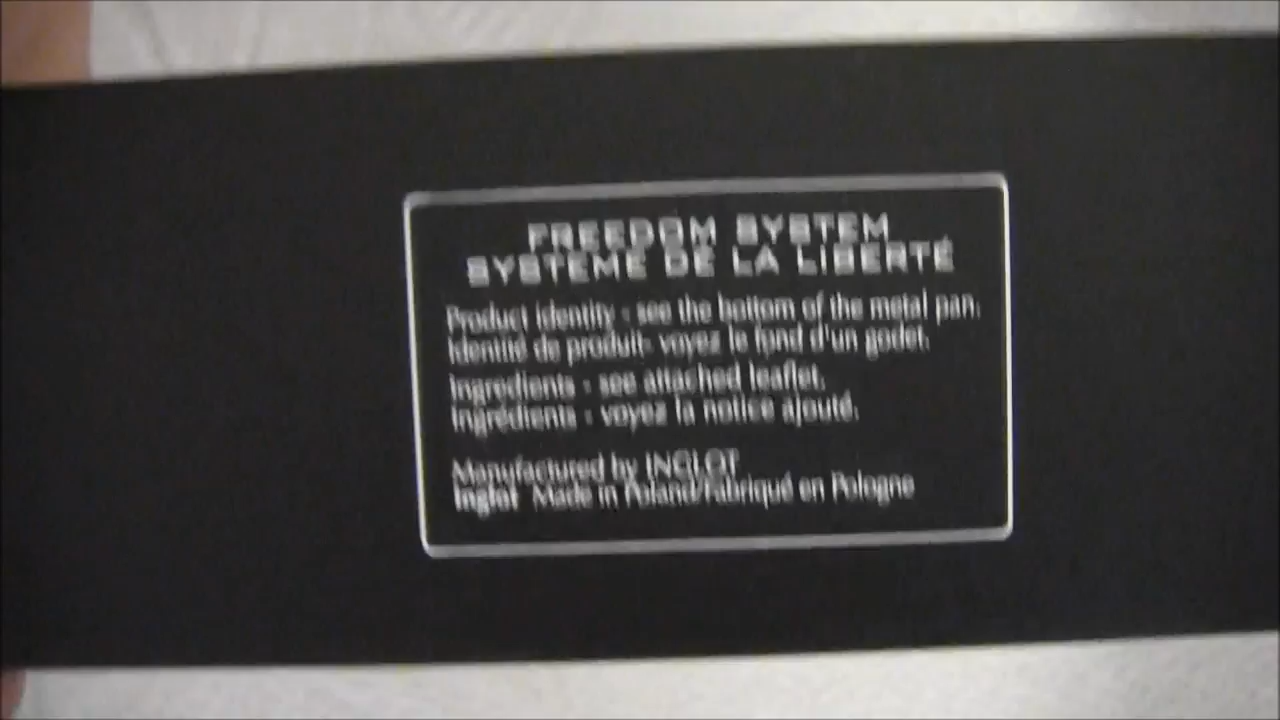 FREEDOM SYSTEM
SYSTEME DE LA LIBERTÉ
Product identity - see the bottom of the metal pan.
Identité de produit- voyez le fond d'un godet.
Ingredients - see attached leaflet.
Ingrédients - voyez la notice ajouté.
Manufactured by INGLOT
Inglot Made in Poland/Fabriqué en Pologne